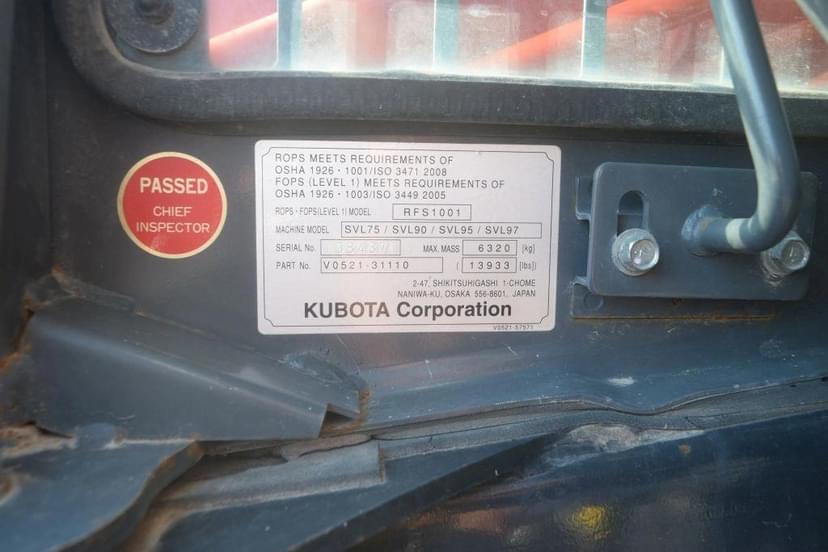 PASSED
CHIEF
INSPECTOR
ROPS MEETS REQUIREMENTS OF
OSHA 1926・1001/ISO 3471 2008
FOPS (LEVEL 1) MEETS REQUIREMENTS OF
OSHA 1926・1003/ISO 3449 2005
ROPS・FOPS(LEVEL 1) MODEL RFS1001
MACHINE MODEL SVL75 / SVL90 / SVL95 / SVL97
SERIAL No. MAX. MASS 6320 [kg]
PART No. V0521-31110 ( 13933 [lbs])
2-47, SHIKITSUHIGASHI 1-CHOME
NANIWA-KU, OSAKA 556-8601, JAPAN
KUBOTA Corporation
V0521-57571